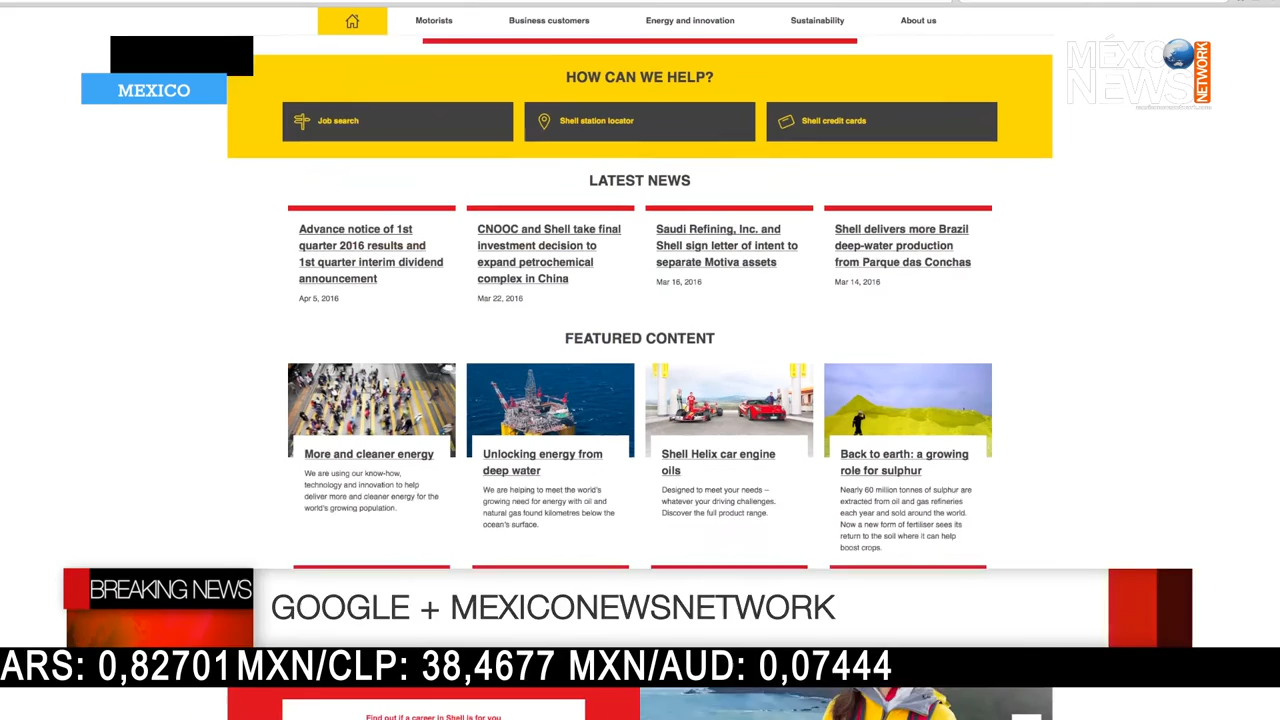 Motorists
Business customers
Energy and innovation
Sustainability
About us
MEXICO
MÉXICO
NEWS
NETWORK
HOW CAN WE HELP?
Job search
Shell station locator
Shell credit cards
LATEST NEWS
Advance notice of 1st
quarter 2016 results and
1st quarter interim dividend
announcement
Apr 5, 2016
CNOOC and Shell take final
investment decision to
expand petrochemical
complex in China
Mar 22, 2016
Saudi Refining, Inc. and
Shell sign letter of intent to
separate Motiva assets
Mar 16, 2016
Shell delivers more Brazil
deep-water production
from Parque das Conchas
Mar 14, 2016
FEATURED CONTENT
More and cleaner energy
We are using our know-how,
technology and innovation to help
deliver more and cleaner energy for the
world's growing population.
Unlocking energy from
deep water
We are helping to meet the world's
growing need for energy with oil and
natural gas found kilometres below the
ocean's surface.
Shell Helix car engine
oils
Designed to meet your needs –
whatever your driving challenges.
Discover the full product range.
Back to earth: a growing
role for sulphur
Nearly 60 million tonnes of sulphur are
extracted from oil and gas refineries
each year and sold around the world.
Now a new form of fertiliser sees its
return to the soil where it can help
boost crops.
BREAKING NEWS
GOOGLE + MEXICONEWSNETWORK
ARS: 0,82701 MXN/CLP: 38,4677 MXN/AUD: 0,07444
Find out if a career in Shell is for you